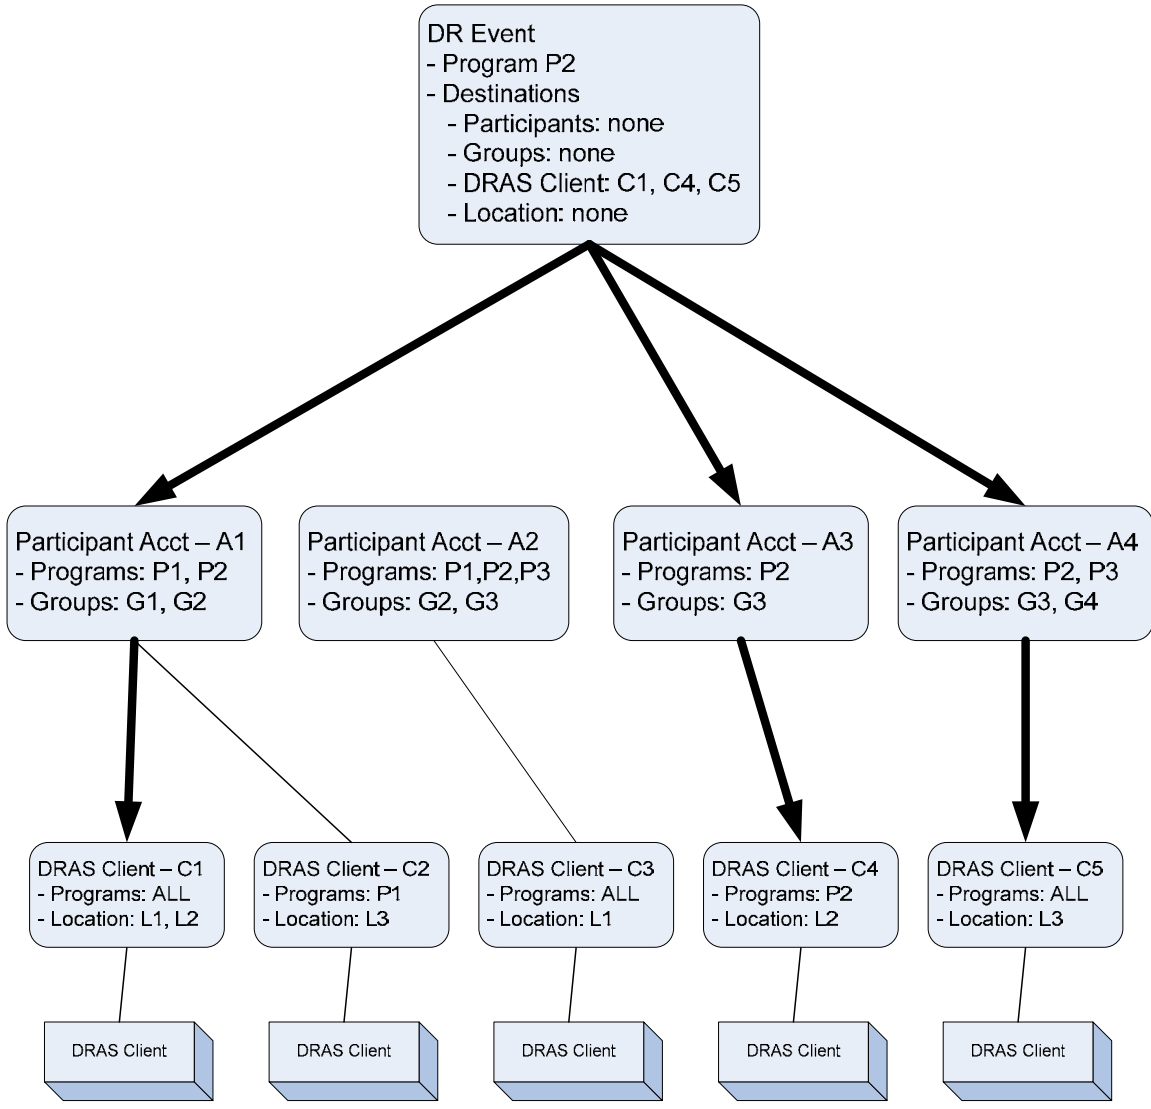 DR Event
- Program P2
- Destinations
- Participants: none
- Groups: none
- DRAS Client: C1, C4, C5
- Location: none
Participant Acct – A1
- Programs: P1, P2
- Groups: G1, G2
Participant Acct – A2
- Programs: P1,P2,P3
- Groups: G2, G3
Participant Acct – A3
- Programs: P2
- Groups: G3
Participant Acct – A4
- Programs: P2, P3
- Groups: G3, G4
DRAS Client – C1
- Programs: ALL
- Location: L1, L2
DRAS Client – C2
- Programs: P1
- Location: L3
DRAS Client – C3
- Programs: ALL
- Location: L1
DRAS Client – C4
- Programs: P2
- Location: L2
DRAS Client – C5
- Programs: ALL
- Location: L3
DRAS Client
DRAS Client
DRAS Client
DRAS Client
DRAS Client